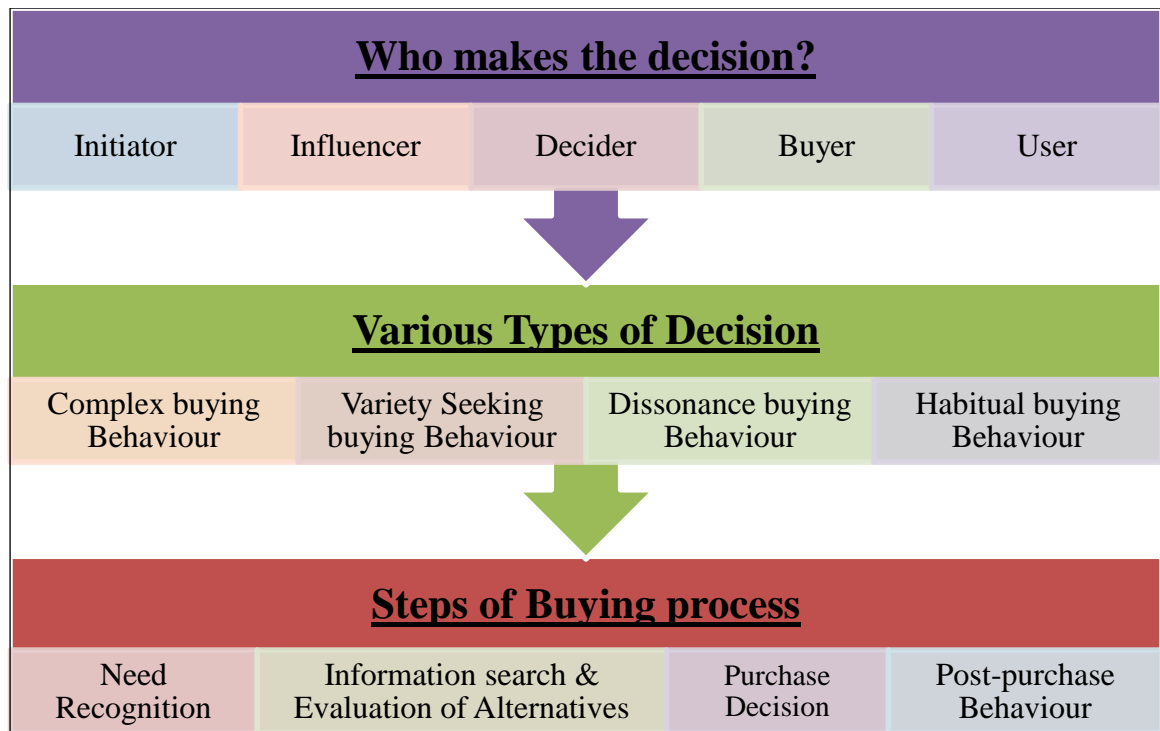 Who makes the decision?
Initiator
Influencer
Decider
Buyer
User
Various Types of Decision
Complex buying
Behaviour
Variety Seeking
buying Behaviour
Dissonance buying
Behaviour
Habitual buying
Behaviour
Steps of Buying process
Need
Recognition
Information search &
Evaluation of Alternatives
Purchase
Decision
Post-purchase
Behaviour